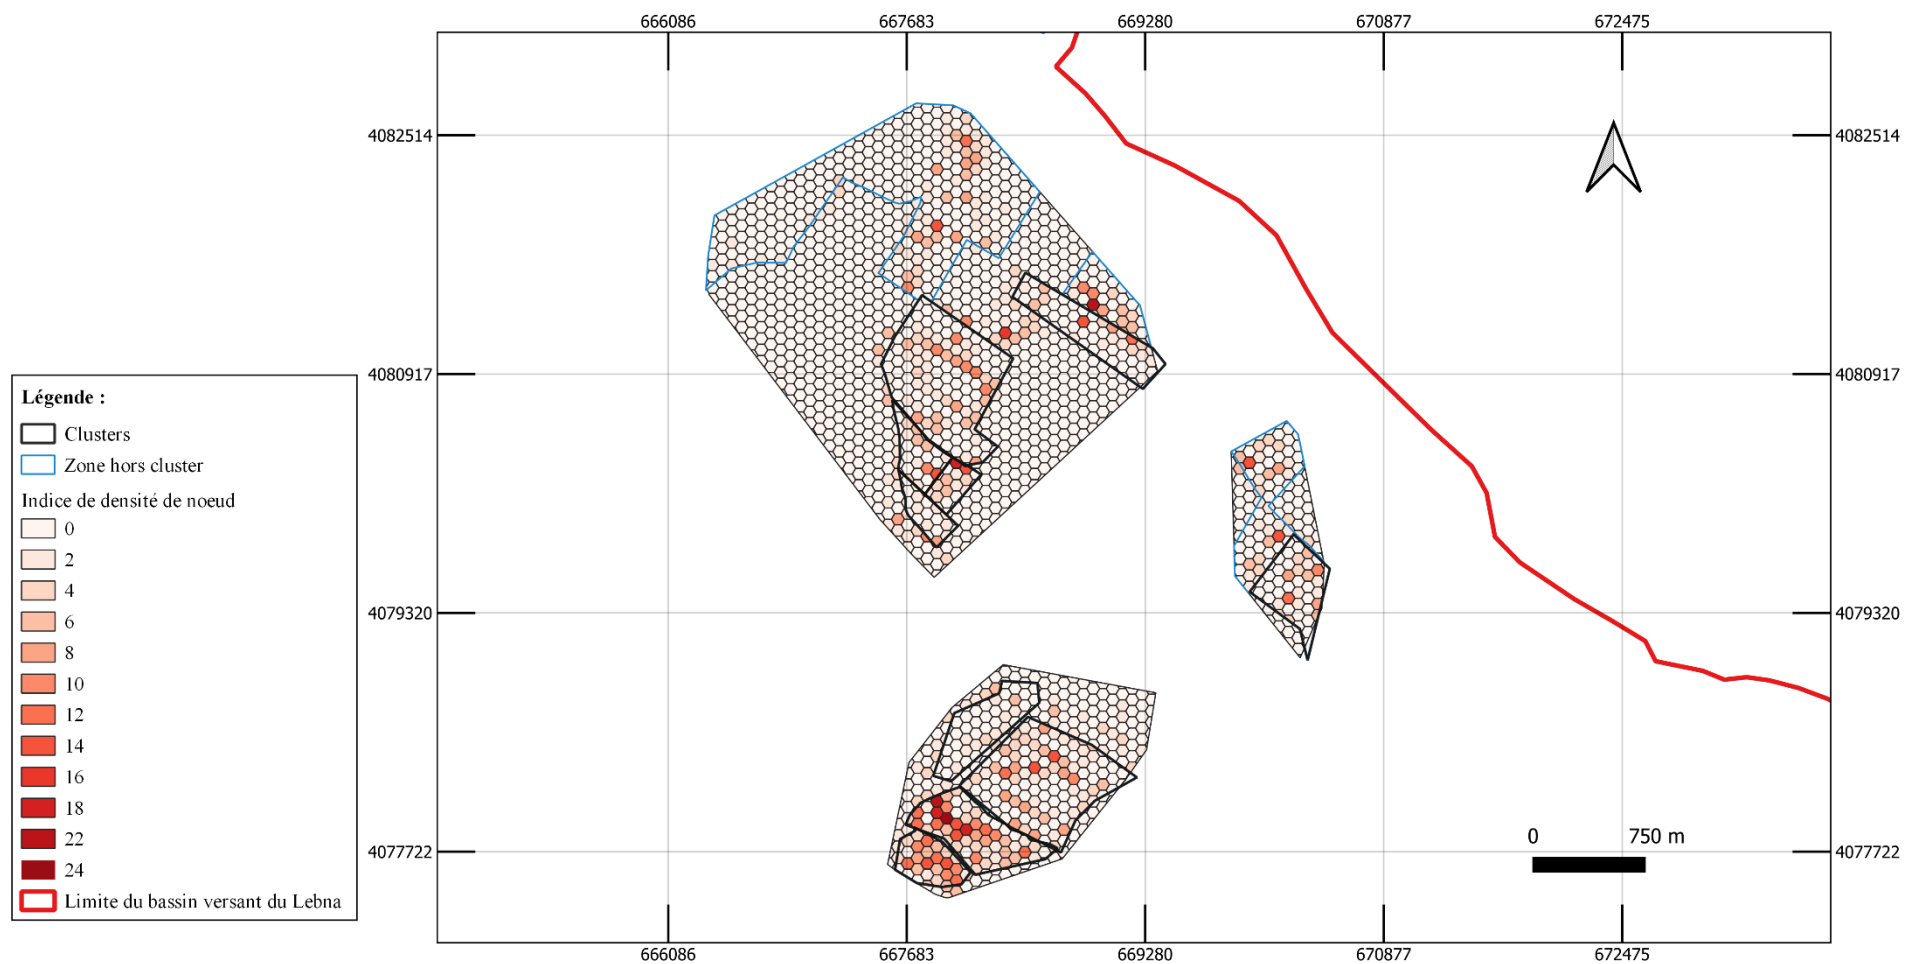 666086 667683 669280 670877 672475
4082514 4082514
4080917 4080917
Légende :
Clusters
Zone hors cluster
Indice de densité de noeud
0
2
4
6
8
10
12
14
16
18
22
24
Limite du bassin versant du Lebna
4079320 4079320
0 750 m
4077722 4077722
666086 667683 669280 670877 672475